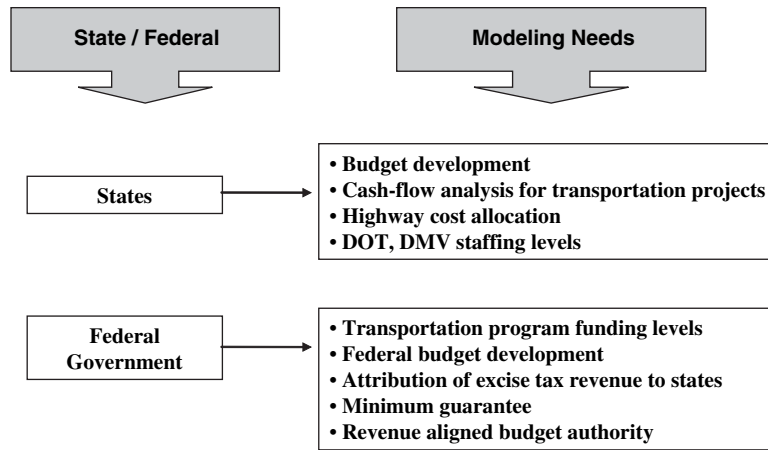 State / Federal
Modeling Needs
States
• Budget development
• Cash-flow analysis for transportation projects
• Highway cost allocation
• DOT, DMV staffing levels
Federal
Government
• Transportation program funding levels
• Federal budget development
• Attribution of excise tax revenue to states
• Minimum guarantee
• Revenue aligned budget authority